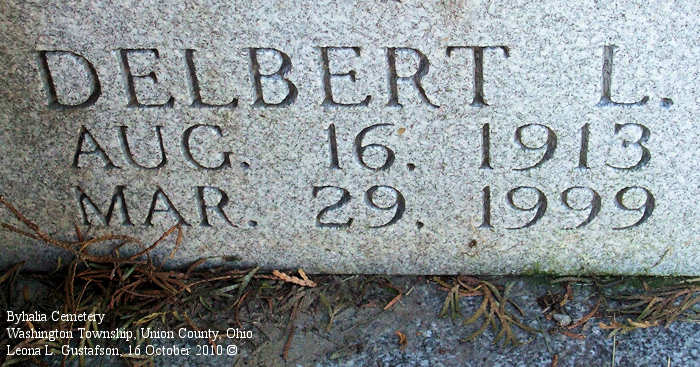 DELBERT L.
AUG. 16. 1913
MAR. 29. 1999
Byhalia Cemetery
Washington Township, Union County, Ohio
Leona L. Gustafson, 16 October 2010 ©